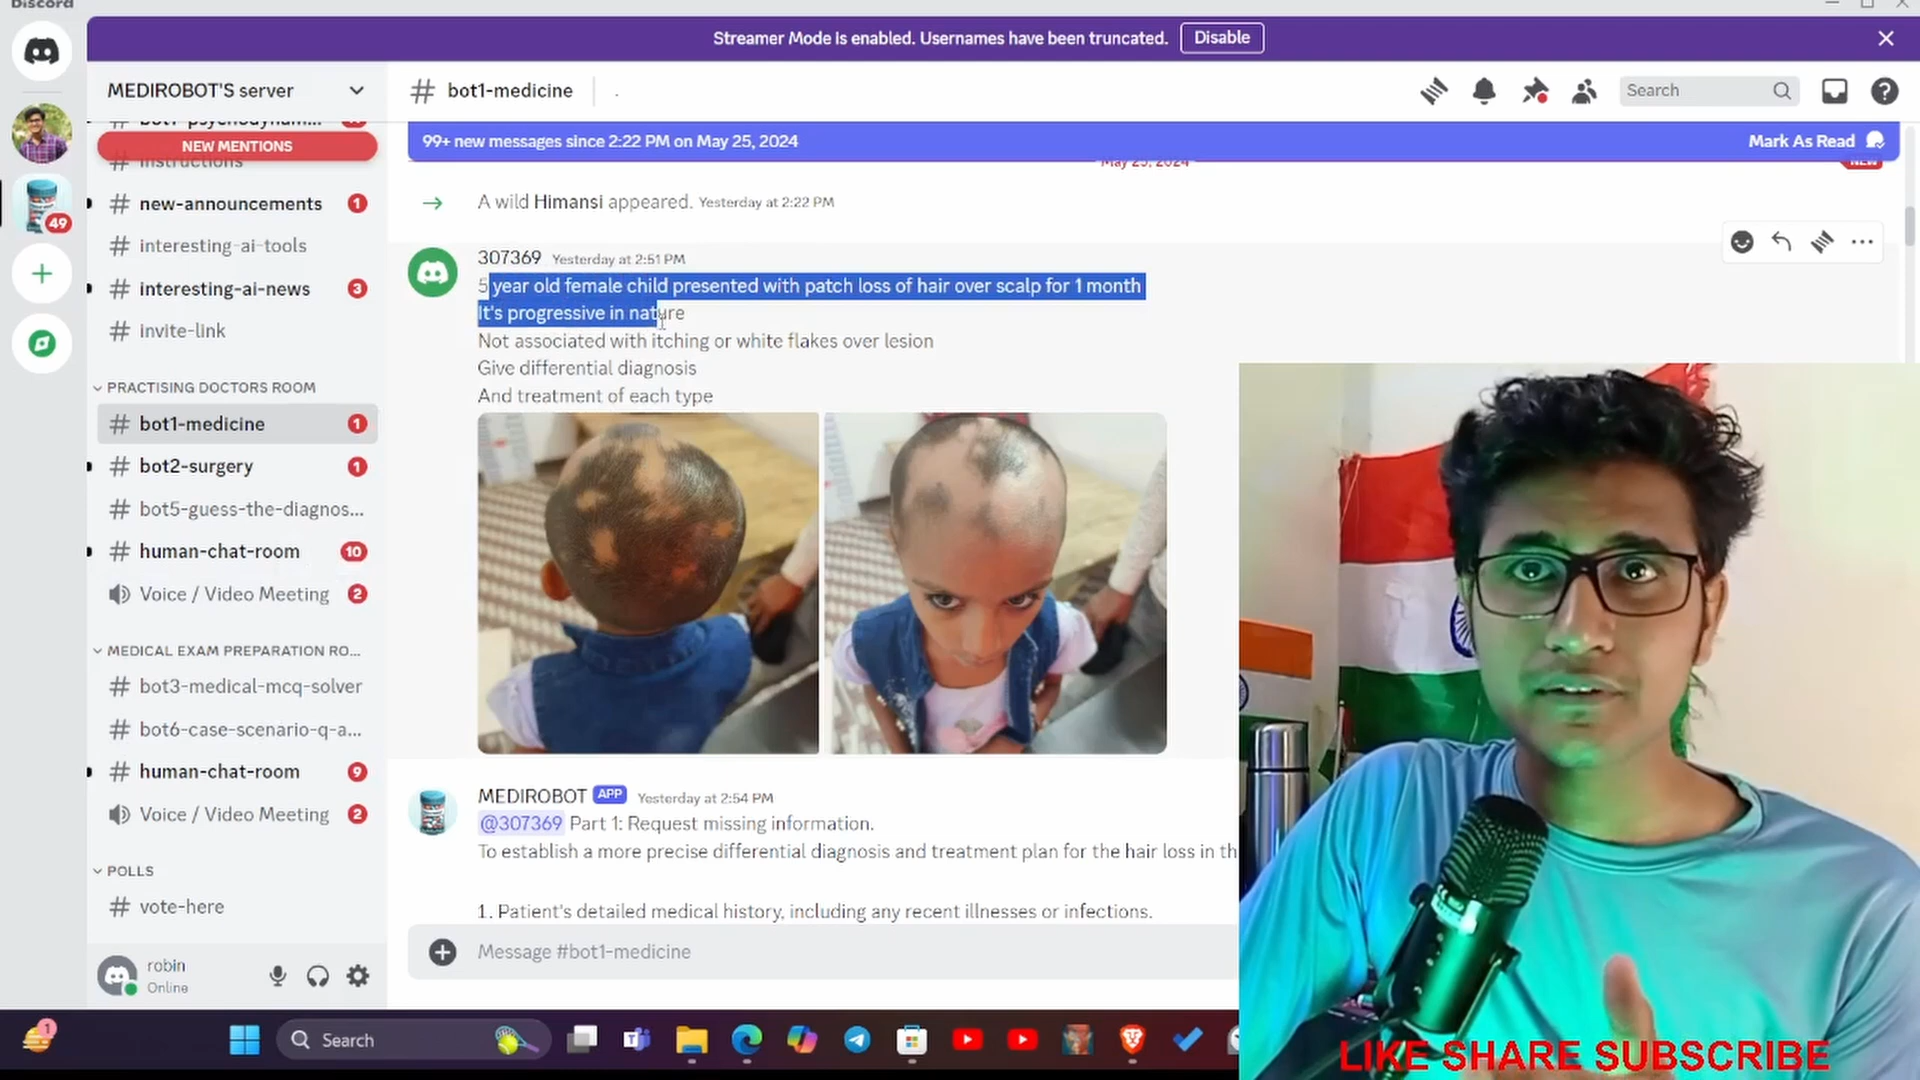 Discord
Streamer Mode is enabled. Usernames have been truncated.
Disable
MEDIROBOT'S server
NEW MENTIONS
instructions
new-announcements
1
interesting-ai-tools
interesting-ai-news
3
invite-link
PRACTISING DOCTORS ROOM
bot1-medicine
1
bot2-surgery
1
bot5-guess-the-diagnos...
human-chat-room
10
Voice / Video Meeting
2
MEDICAL EXAM PREPARATION RO...
bot3-medical-mcq-solver
bot6-case-scenario-q-a...
human-chat-room
9
Voice / Video Meeting
2
POLLS
vote-here
robin
Online
49
# bot1-medicine
.
Search
99+ new messages since 2:22 PM on May 25, 2024
Mark As Read
May 25, 2024
NEW
A wild Himansi appeared. Yesterday at 2:22 PM
307369 Yesterday at 2:51 PM
5 year old female child presented with patch loss of hair over scalp for 1 month
It's progressive in nature
Not associated with itching or white flakes over lesion
Give differential diagnosis
And treatment of each type
MEDIROBOT APP Yesterday at 2:54 PM
@307369 Part 1: Request missing information.
To establish a more precise differential diagnosis and treatment plan for the hair loss in th
1. Patient's detailed medical history, including any recent illnesses or infections.
Message #bot1-medicine
1
Search
LIKE SHARE SUBSCRIBE